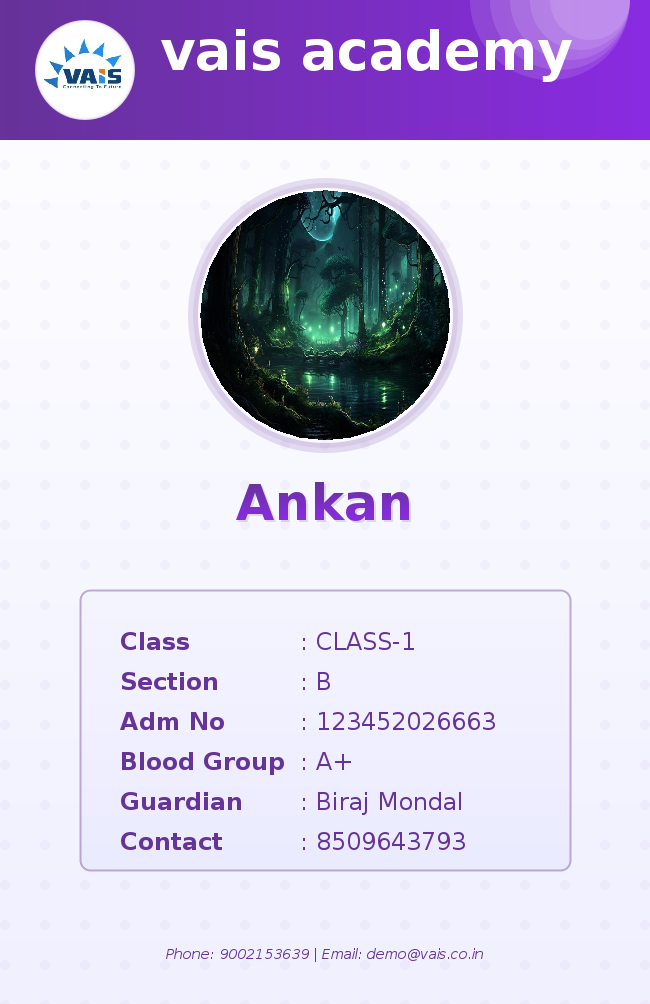 VAiS
Connecting To Future
vais academy
Ankan
Class : CLASS-1
Section : B
Adm No : 123452026663
Blood Group : A+
Guardian : Biraj Mondal
Contact : 8509643793
Phone: 9002153639 | Email: demo@vais.co.in